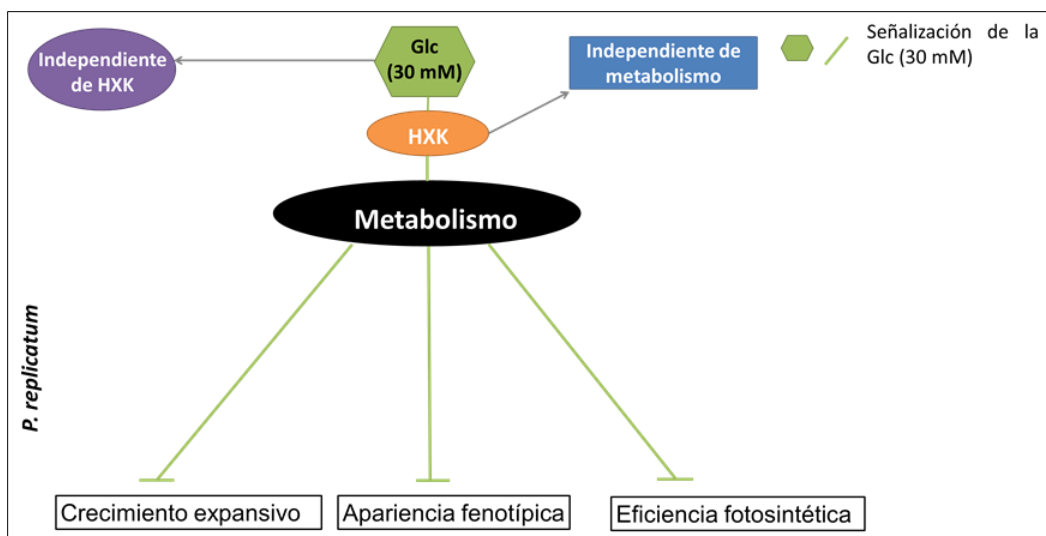 Independiente
de HXK
Glc
(30 mM)
Independiente de
metabolismo
Señalización de la
Glc (30 mM)
HXK
Metabolismo
P. replicatum
Crecimiento expansivo
Apariencia fenotípica
Eficiencia fotosintética